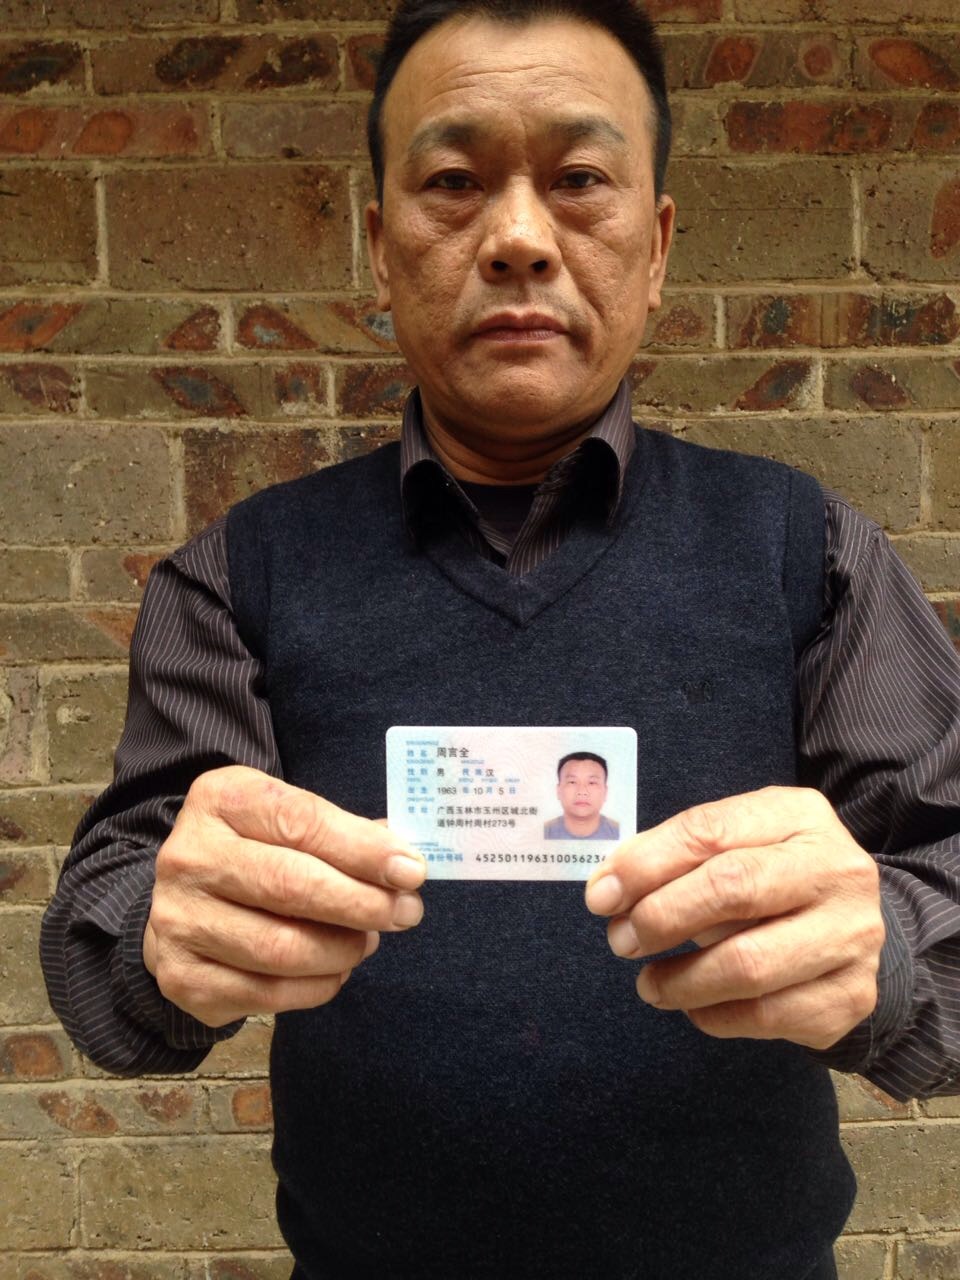 姓名 周言全
性别 男 民族 汉
出生 1963 年 10 月 5 日
住址 广西玉林市玉州区城北街
道钟周村周村273号
身份号码 45250119631005623